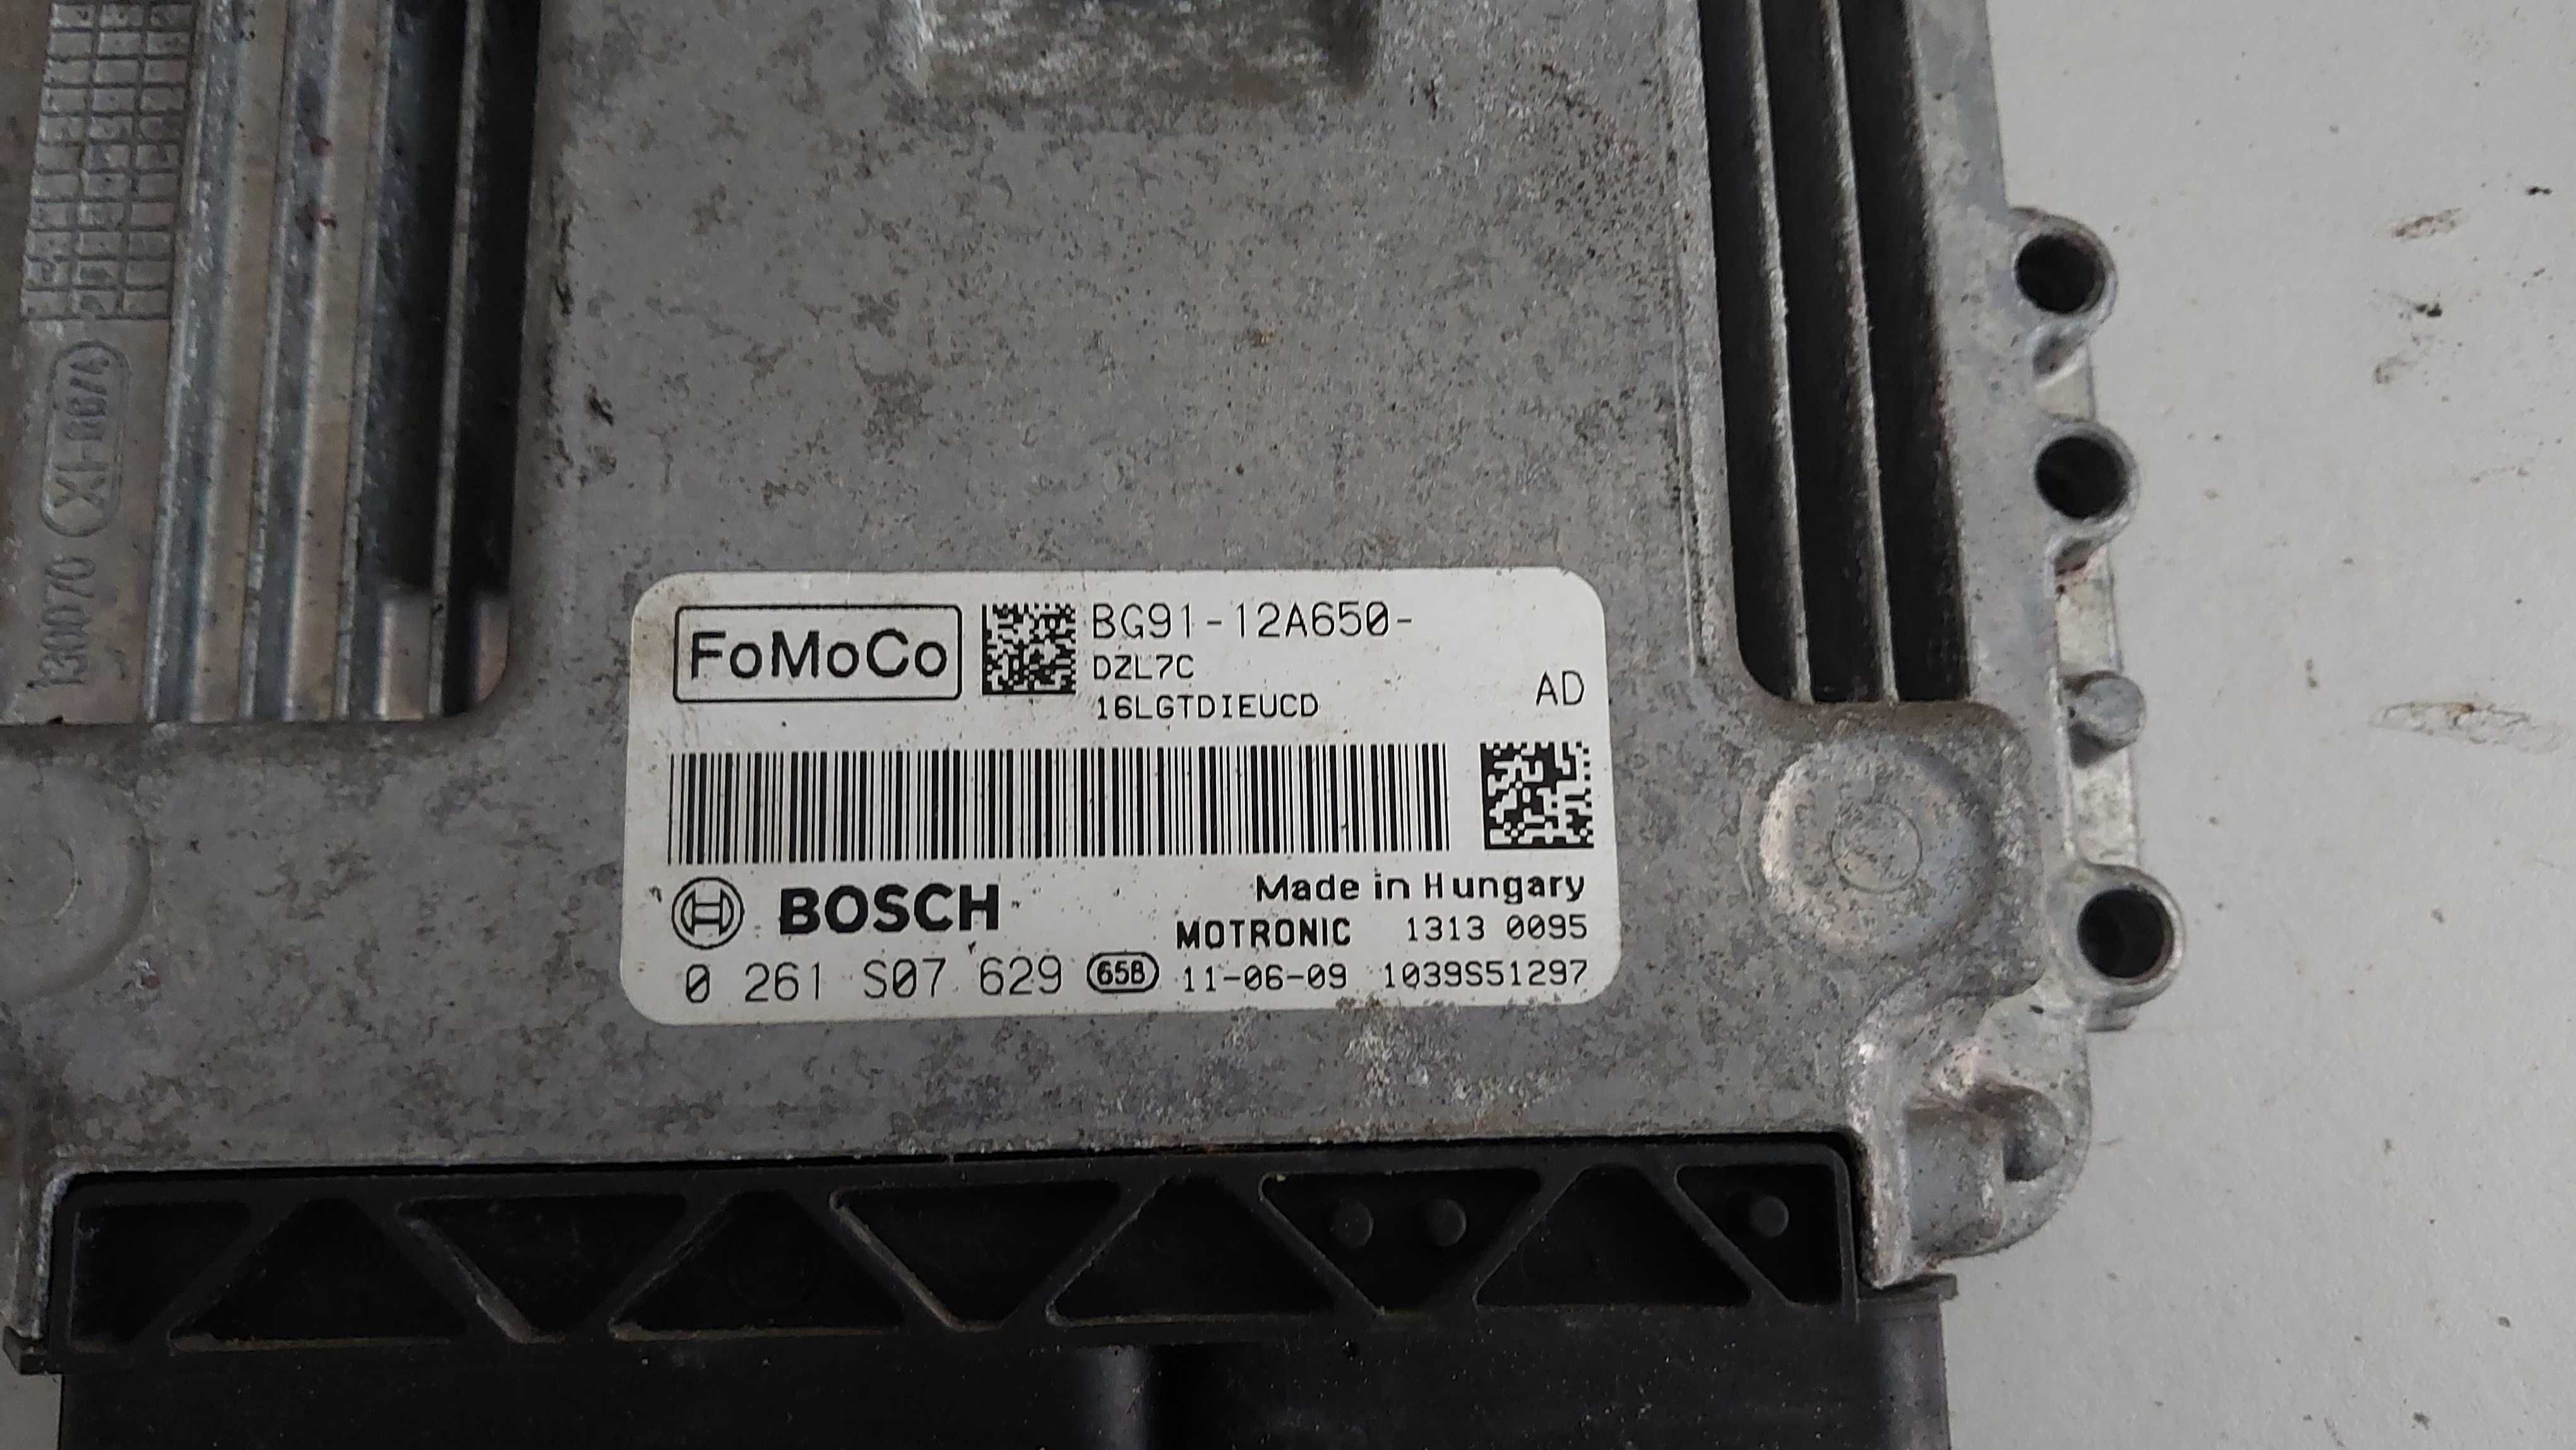 FoMoCo
BG91-12A650-
DZL7C
16LGTDIEUCD
AD
BOSCH
Made in Hungary
MOTRONIC 1313 0095
0 261 S07 629 65B 11-06-09 1039S51297
1300070